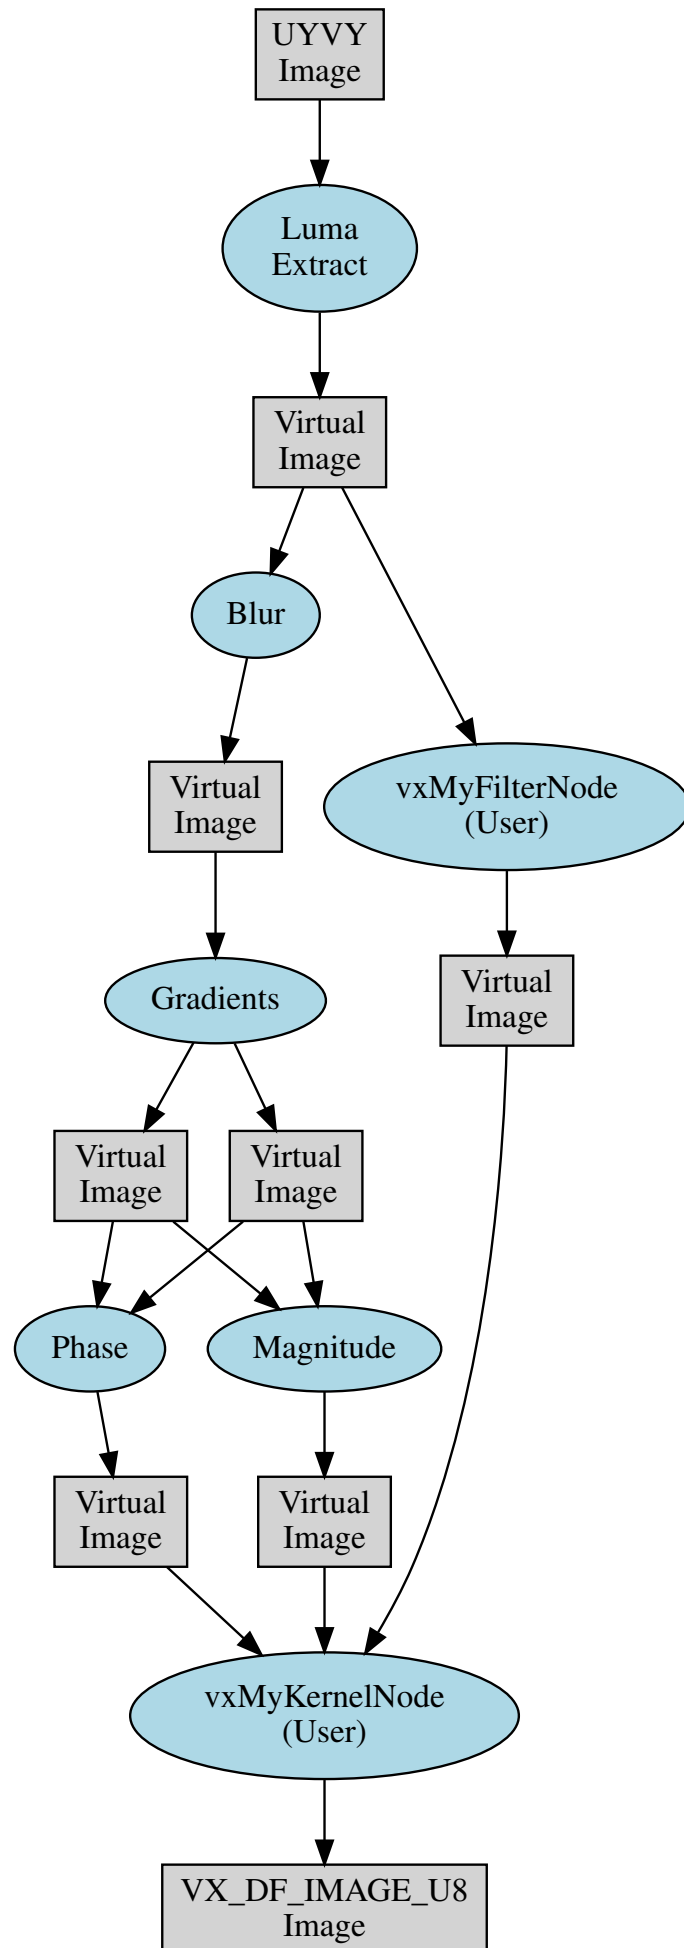 UYVY
Image
Luma
Extract
Virtual
Image
Blur
Virtual
Image
vxMyFilterNode
(User)
Gradients
Virtual
Image
Virtual
Image
Virtual
Image
Phase
Magnitude
Virtual
Image
Virtual
Image
vxMyKernelNode
(User)
VX_DF_IMAGE_U8
Image